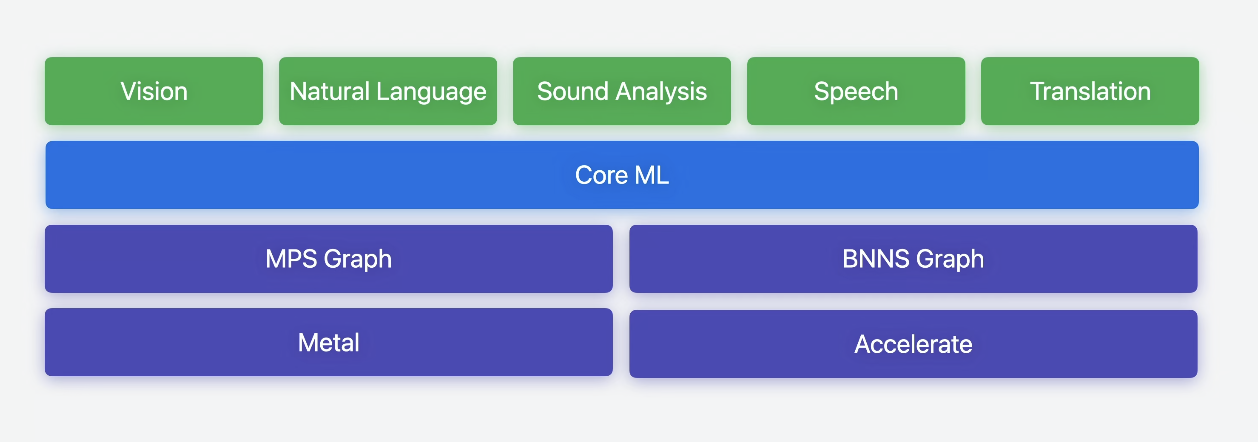 Vision
Natural Language
Sound Analysis
Speech
Translation
Core ML
MPS Graph
BNNS Graph
Metal
Accelerate